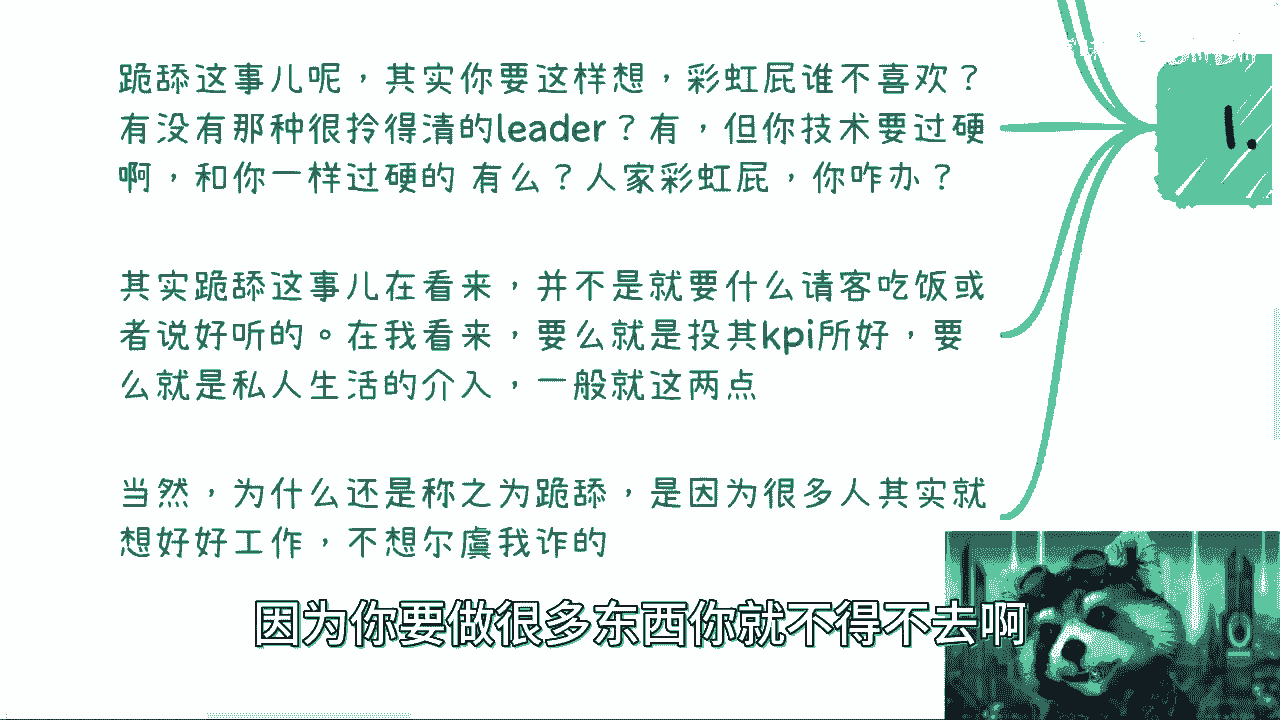 跪舔这事儿呢，其实你要这样想，彩虹屁谁不喜欢？
有没有那种很拎得清的leader？有，但你技术要过硬
啊，和你一样过硬的 有么？人家彩虹屁，你咋办？
其实跪舔这事儿在看来，并不是就要什么请客吃饭或
者说好听的。在我看来，要么就是投其kpi所好，要
么就是私人生活的介入，一般就这两点
当然，为什么还是称之为跪舔，是因为很多人其实就
想好好工作，不想尔虞我诈的
1.
因为你要做很多东西你就不得不去啊